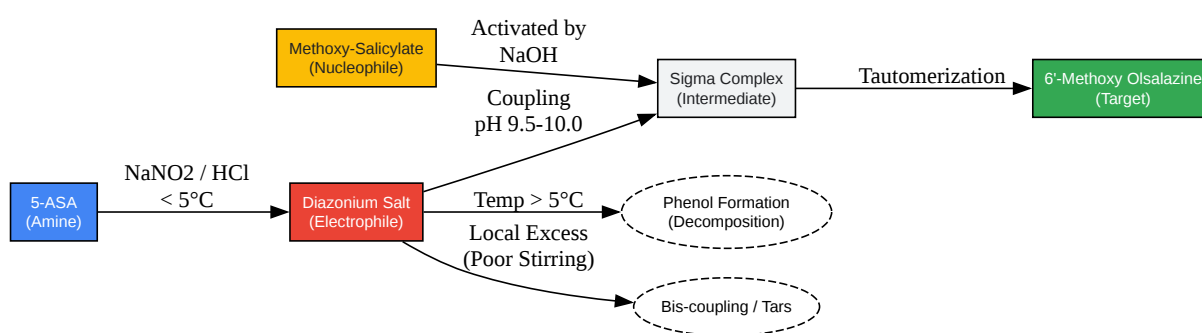 Activated by
NaOH
Methoxy-Salicylate
(Nucleophile)
Sigma Complex
(Intermediate)
Tautomerization
6'-Methoxy Olsalazine
(Target)
Coupling
pH 9.5-10.0
NaNO2 / HCl
< 5°C
5-ASA
(Amine)
Diazonium Salt
(Electrophile)
Temp > 5°C
Phenol Formation
(Decomposition)
Local Excess
(Poor Stirring)
Bis-coupling / Tars